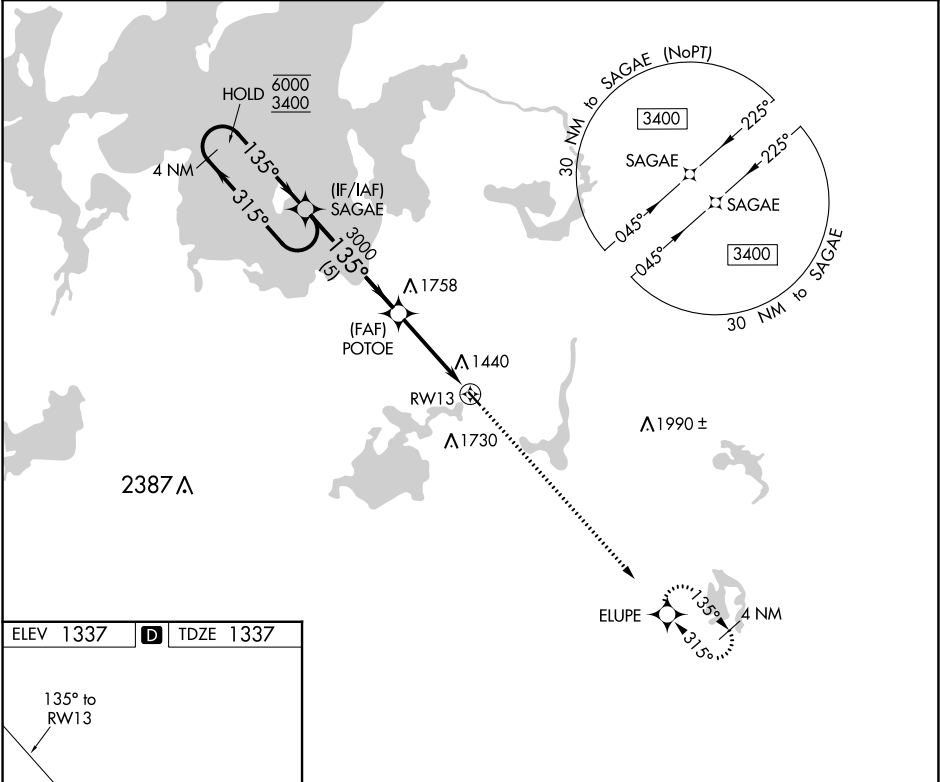 HOLD 6000
3400
4 NM
135°
315°
(IF/IAF)
SAGAE
3000
135°
(5)
1758
(FAF)
POTOE
1440
RW13
1730
1990 ±
2387
ELUPE
135°
4 NM
315°
30 NM to SAGAE (NoPT)
3400
225°
SAGAE
045°
225°
SAGAE
045°
3400
30 NM to SAGAE
ELEV 1337 D TDZE 1337
135° to
RW13